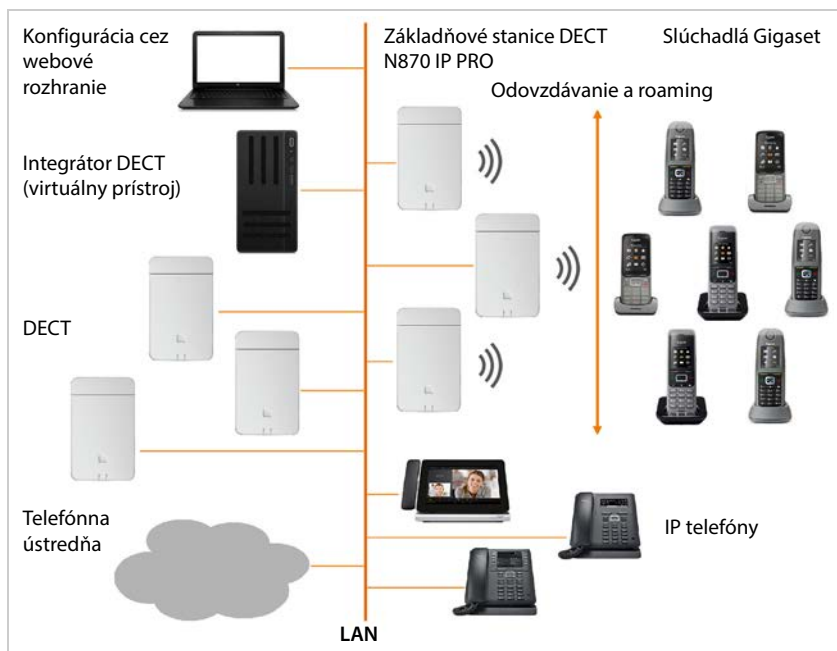 Konfigurácia cez
webové
rozhranie
Základňové stanice DECT
N870 IP PRO
Slúchadlá Gigaset
Odovzdávanie a roaming
Integrátor DECT
(virtuálny prístroj)
DECT
Telefónna
ústredňa
IP telefóny
LAN